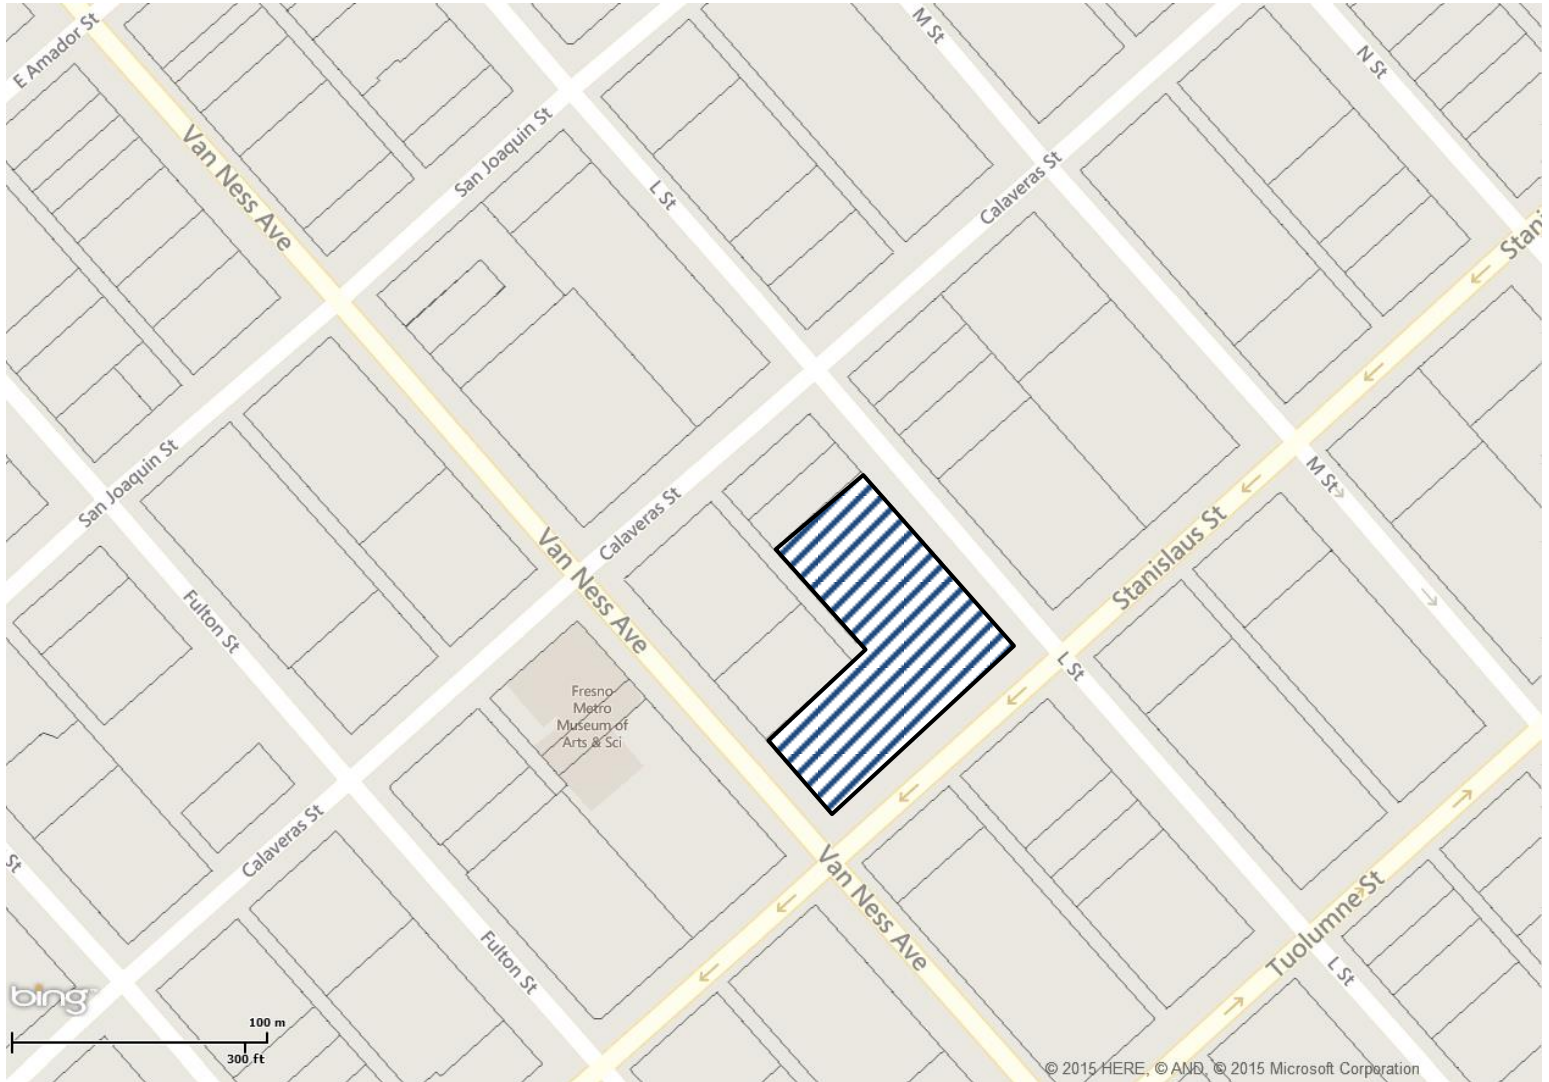 E Amador St
M St
N St
Van Ness Ave
San Joaquin St
L St
Calaveras St
Stani
San Joaquin St
Calaveras St
M St
Stanislaus St
Van Ness Ave
Fulton St
L St
Fresno
Metro
Museum of
Arts & Sci
Calaveras St
St
Van Ness Ave
Tuolumne St
Fulton St
L St
bing
100 m
300 ft
© 2015 HERE, © AND, © 2015 Microsoft Corporation